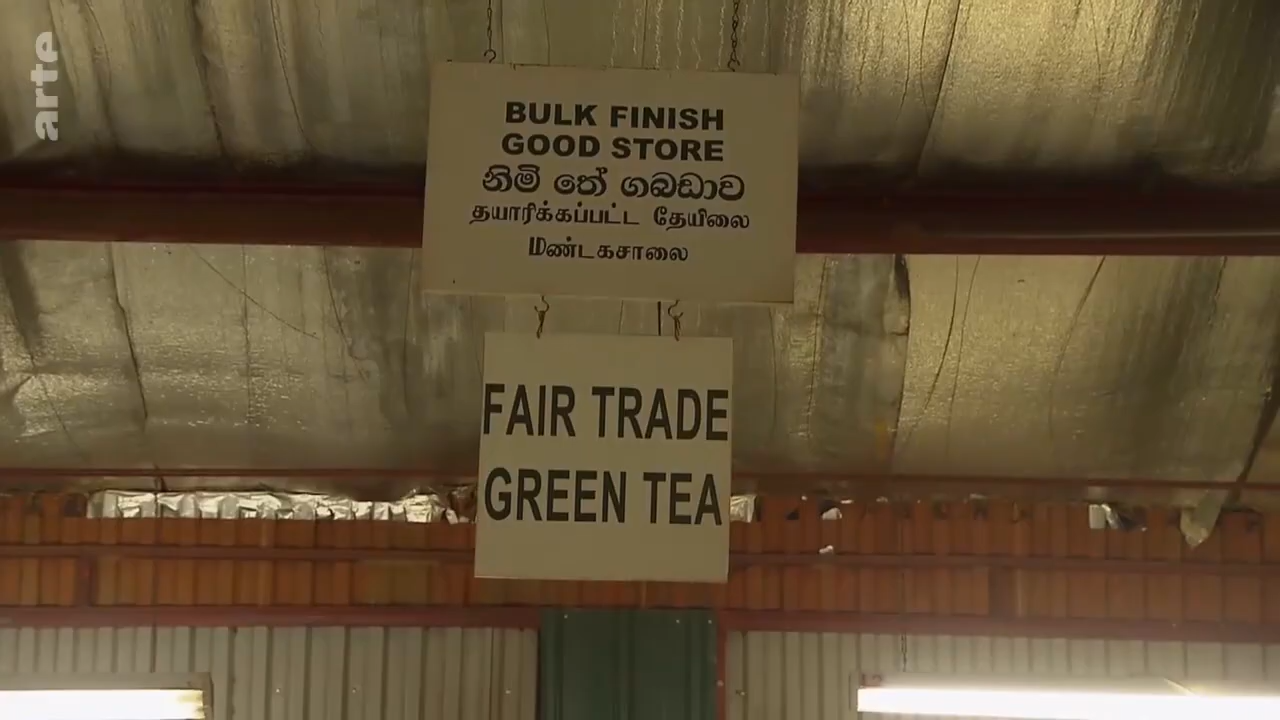 arte
BULK FINISH
GOOD STORE
නිමි තේ ගබඩාව
தயாரிக்கப்பட்ட தேயிலை
மண்டகசாலை
FAIR TRADE
GREEN TEA